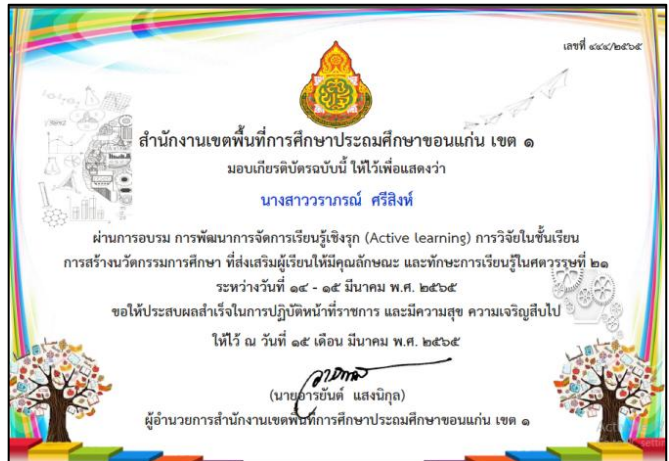 เลขที่ ๔๔๔/๒๕๖๕
สำนักงานเขตพื้นที่การศึกษาประถมศึกษาขอนแก่น เขต ๑
มอบเกียรติบัตรฉบับนี้ ให้ไว้เพื่อแสดงว่า
นางสาววราภรณ์ ศรีสิงห์
ผ่านการอบรม การพัฒนาการจัดการเรียนรู้เชิงรุก (Active learning) การวิจัยในชั้นเรียน
การสร้างนวัตกรรมการศึกษา ที่ส่งเสริมผู้เรียนให้มีคุณลักษณะ และทักษะการเรียนรู้ในศตวรรษที่ ๒๑
ระหว่างวันที่ ๑๔ - ๑๕ มีนาคม พ.ศ. ๒๕๖๕
ขอให้ประสบผลสำเร็จในการปฏิบัติหน้าที่ราชการ และมีความสุข ความเจริญสืบไป
ให้ไว้ ณ วันที่ ๑๕ เดือน มีนาคม พ.ศ. ๒๕๖๕
(นายอารยันต์ แสงนิกุล)
ผู้อำนวยการสำนักงานเขตพื้นที่การศึกษาประถมศึกษาขอนแก่น เขต ๑